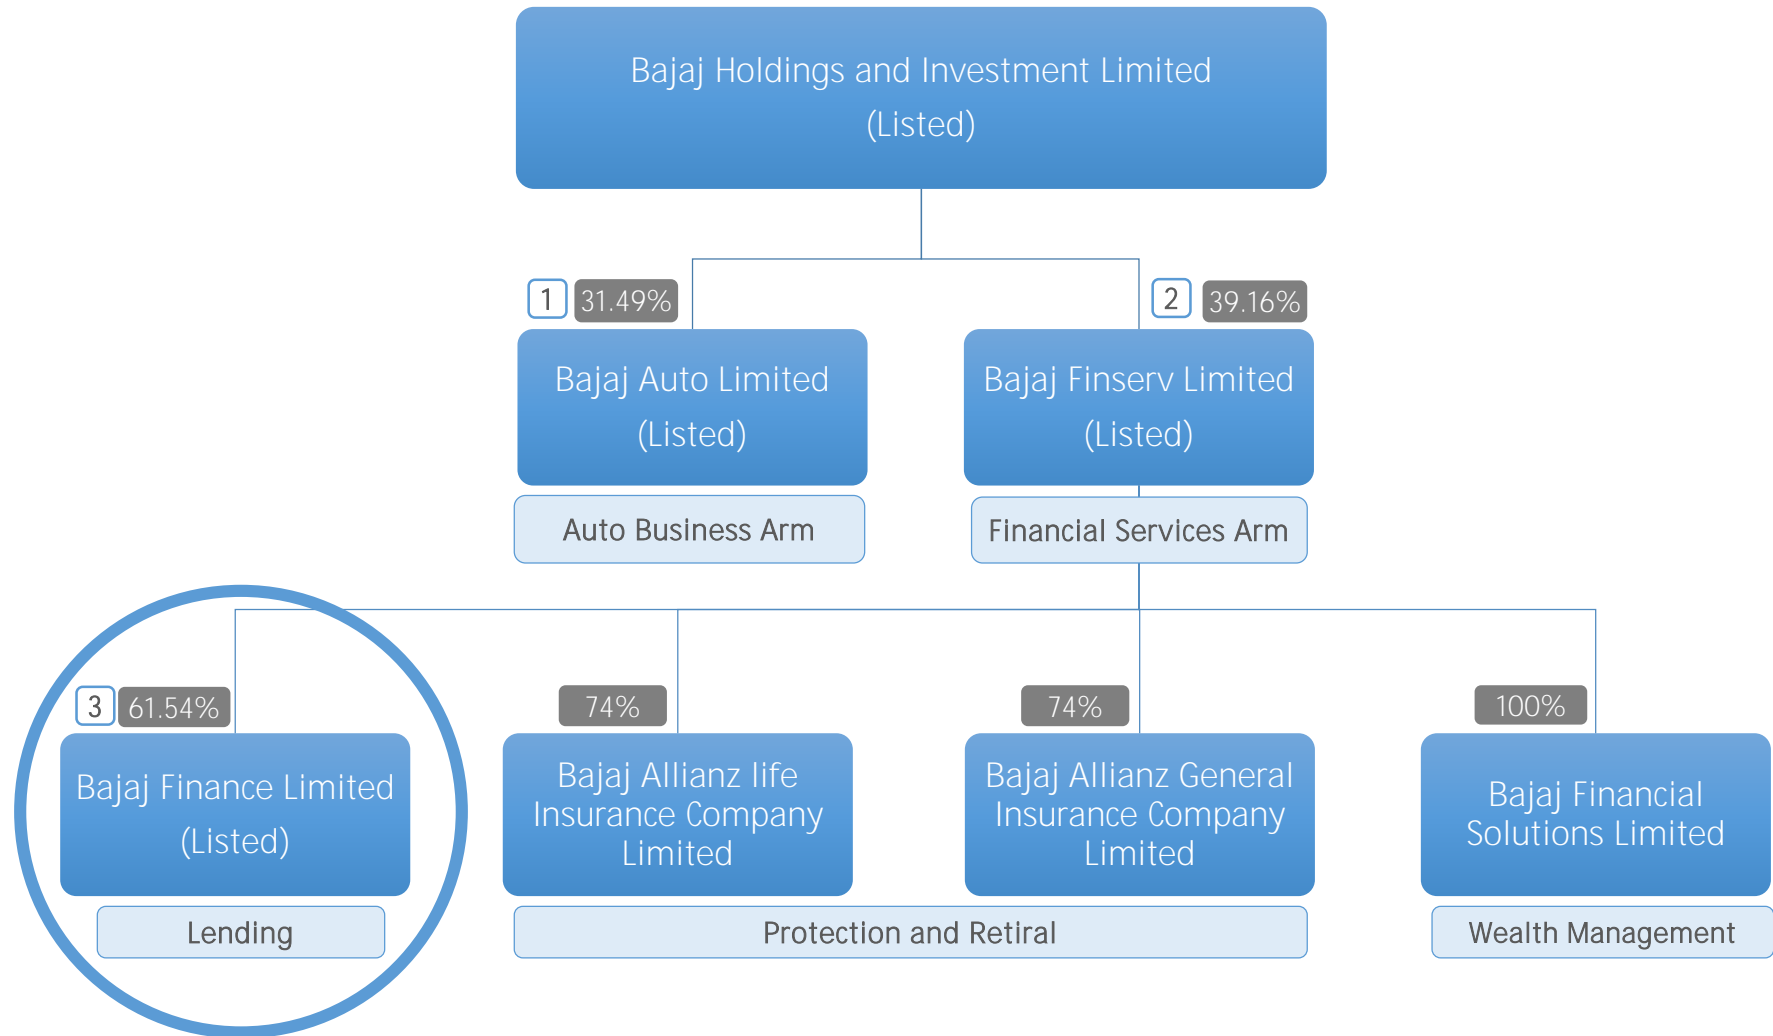 Bajaj Holdings and Investment Limited
(Listed)
1 31.49%
2 39.16%
Bajaj Auto Limited
(Listed)
Bajaj Finserv Limited
(Listed)
Auto Business Arm
Financial Services Arm
3 61.54%
74%
74%
100%
Bajaj Finance Limited
(Listed)
Bajaj Allianz life
Insurance Company
Limited
Bajaj Allianz General
Insurance Company
Limited
Bajaj Financial
Solutions Limited
Lending
Protection and Retiral
Wealth Management